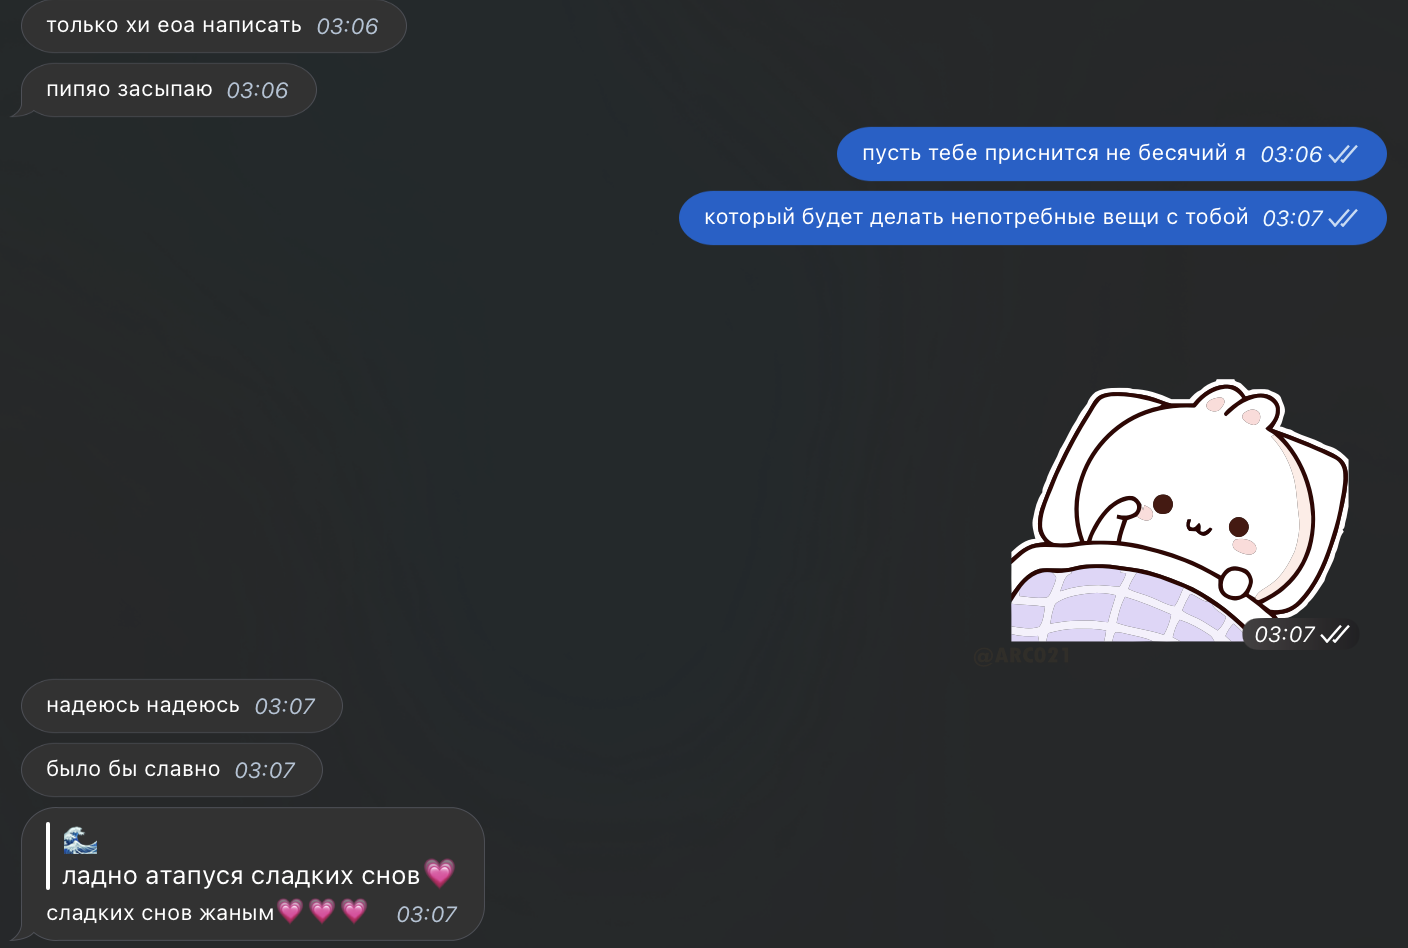 только хи еоа написать 03:06
пипяо засыпаю 03:06
пусть тебе приснится не бесячий я 03:06
который будет делать непотребные вещи с тобой 03:07
03:07
@ARC021
надеюсь надеюсь 03:07
было бы славно 03:07
🌊
ладно атапуся сладких снов💗
сладких снов жаным💗💗💗 03:07